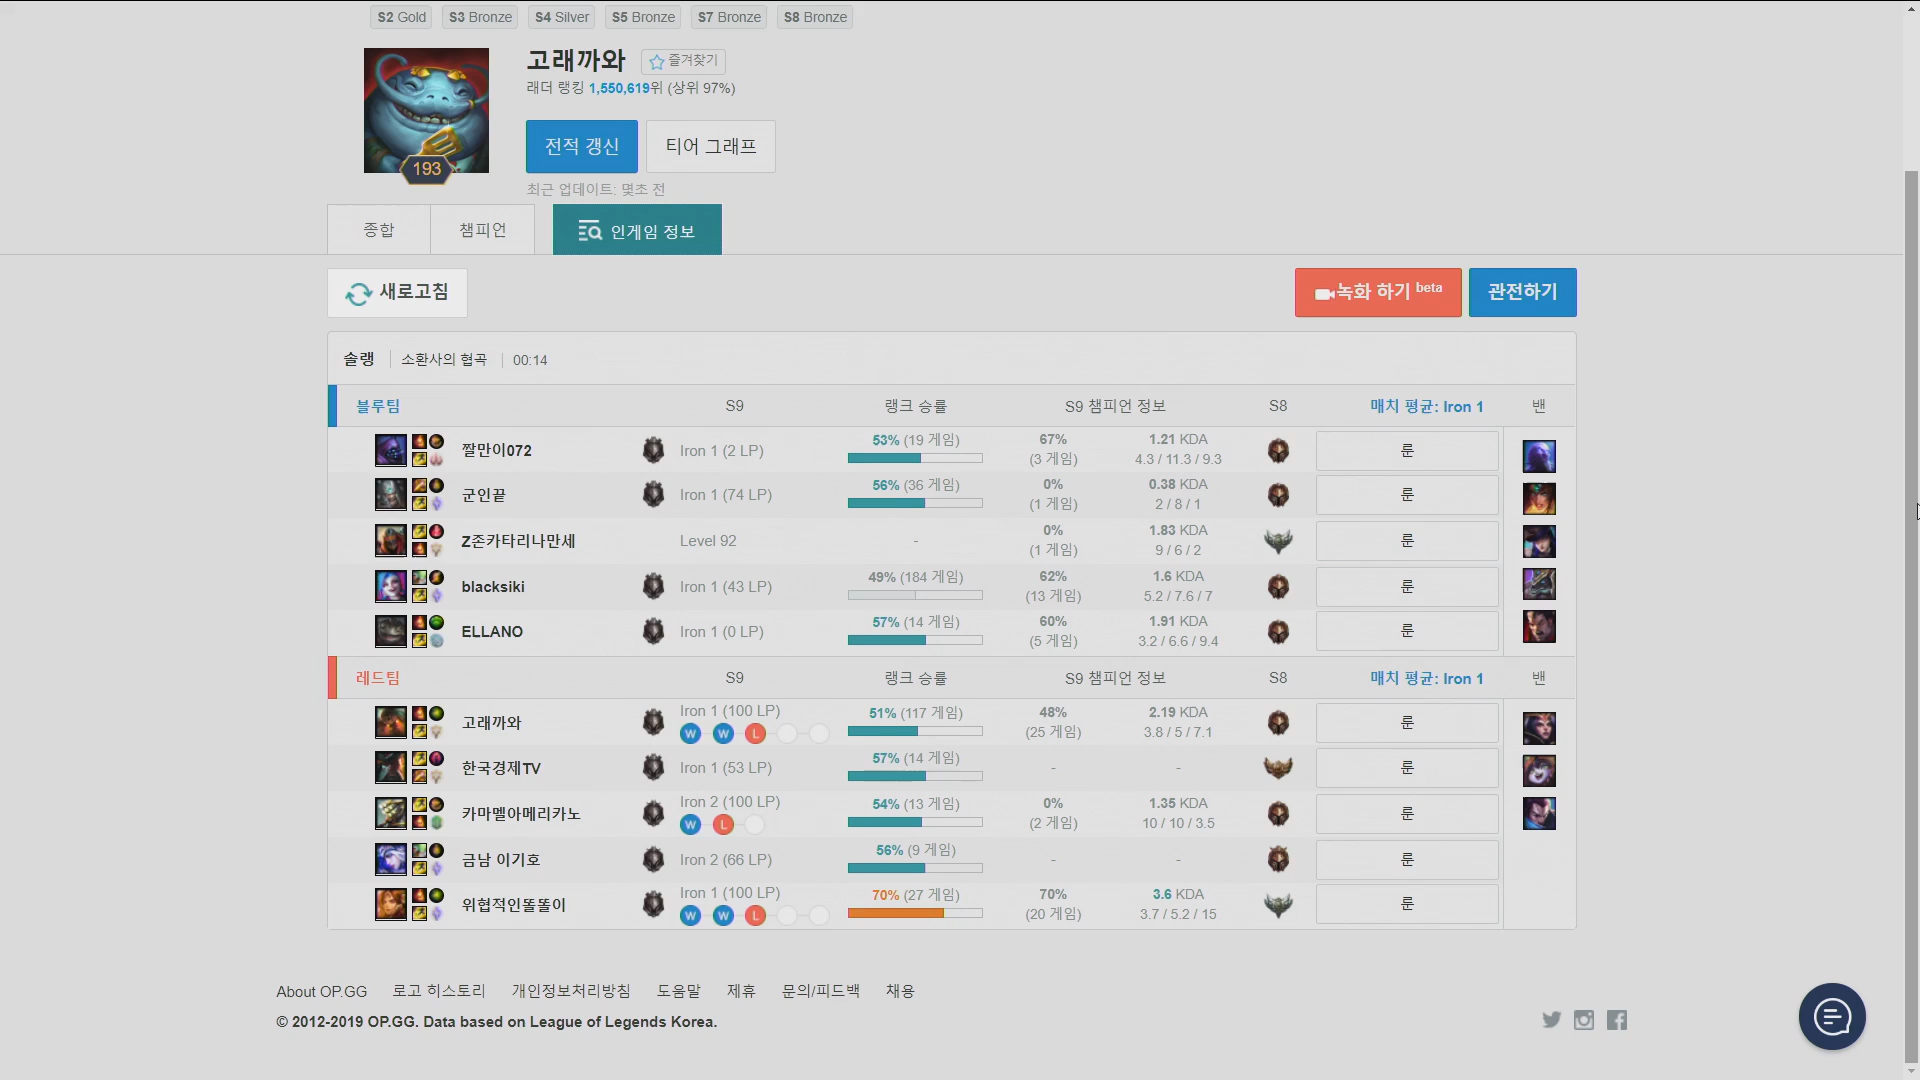 S2 Gold S3 Bronze S4 Silver S5 Bronze S7 Bronze S8 Bronze
고래까와 즐겨찾기
래더 랭킹 1,550,619위 (상위 97%)
193
전적 갱신 티어 그래프
최근 업데이트: 몇초 전
종합 챔피언 인게임 정보
새로고침 녹화 하기 beta 관전하기
솔랭 소환사의 협곡 00:14
블루팀 S9 랭크 승률 S9 챔피언 정보 S8 매치 평균: Iron 1 밴
짤만이072 Iron 1 (2 LP) 53% (19 게임) 67% (3 게임) 1.21 KDA 4.3 / 11.3 / 9.3 룬
군인끝 Iron 1 (74 LP) 56% (36 게임) 0% (1 게임) 0.38 KDA 2 / 8 / 1 룬
Z존카타리나만세 Level 92 - 0% (1 게임) 1.83 KDA 9 / 6 / 2 룬
blacksiki Iron 1 (43 LP) 49% (184 게임) 62% (13 게임) 1.6 KDA 5.2 / 7.6 / 7 룬
ELLANO Iron 1 (0 LP) 57% (14 게임) 60% (5 게임) 1.91 KDA 3.2 / 6.6 / 9.4 룬
레드팀 S9 랭크 승률 S9 챔피언 정보 S8 매치 평균: Iron 1 밴
고래까와 Iron 1 (100 LP) W W L 51% (117 게임) 48% (25 게임) 2.19 KDA 3.8 / 5 / 7.1 룬
한국경제TV Iron 1 (53 LP) 57% (14 게임) - - 룬
카마멜아메리카노 Iron 2 (100 LP) W L 54% (13 게임) 0% (2 게임) 1.35 KDA 10 / 10 / 3.5 룬
금남 이기호 Iron 2 (66 LP) 56% (9 게임) - - 룬
위협적인똘똘이 Iron 1 (100 LP) W W L 70% (27 게임) 70% (20 게임) 3.6 KDA 3.7 / 5.2 / 15 룬
About OP.GG 로고 히스토리 개인정보처리방침 도움말 제휴 문의/피드백 채용
© 2012-2019 OP.GG. Data based on League of Legends Korea.